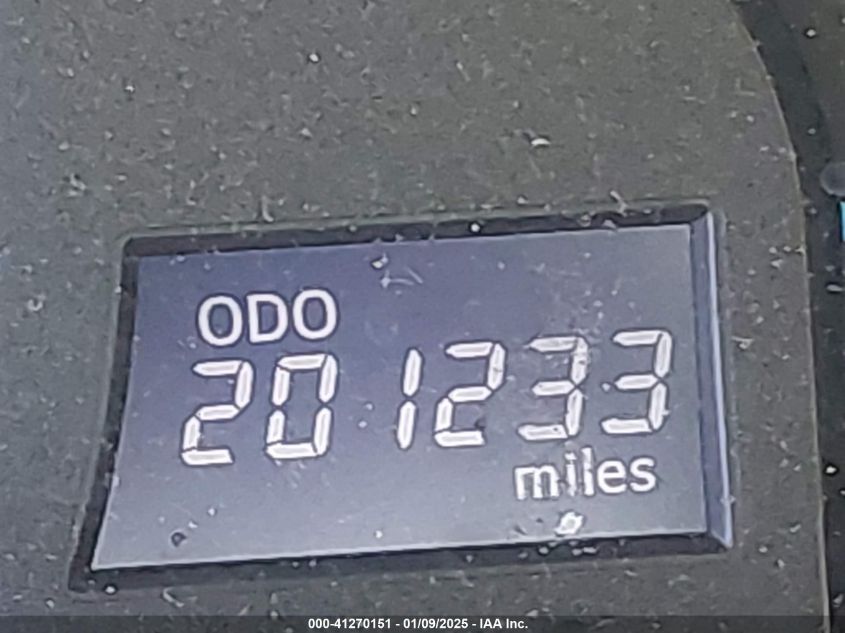 ODO
201233
miles
000-41270151 - 01/09/2025 - IAA Inc.